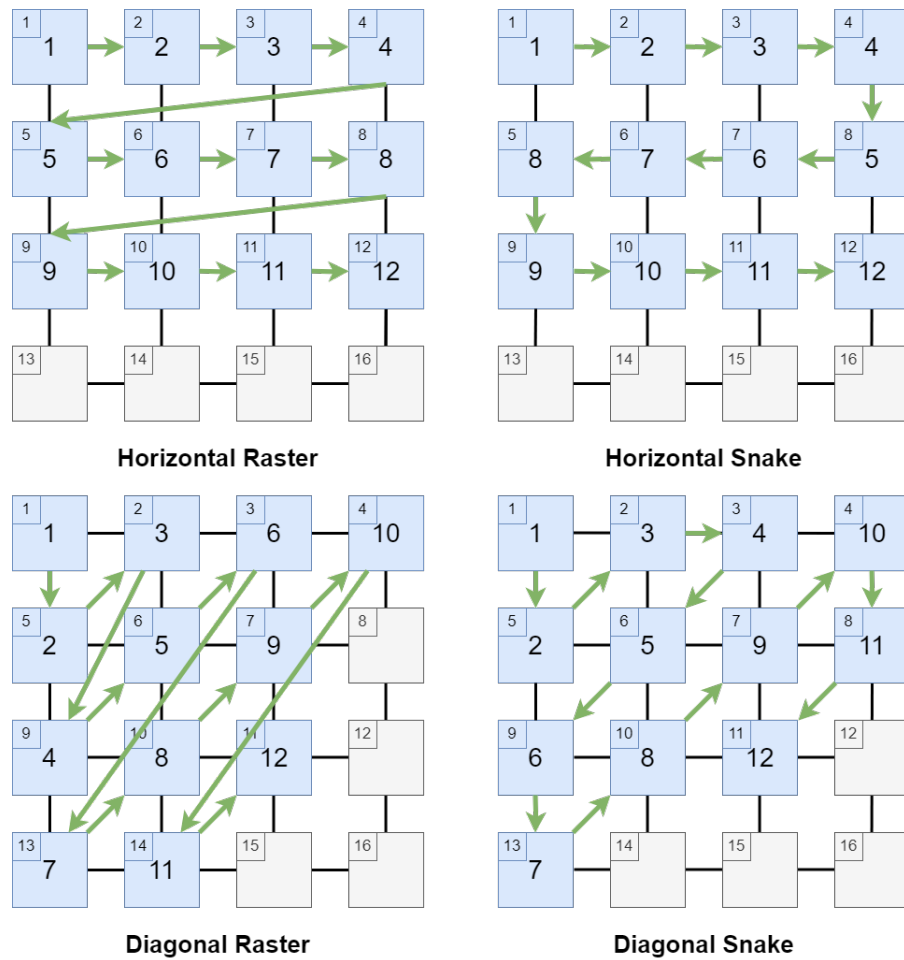 1 2 3 4
1 2 3 4
5 6 7 8
5 6 7 8
9 10 11 12
9 10 11 12
13 14 15 16
Horizontal Raster
1 2 3 4
1 2 3 4
5 6 7 8
8 7 6 5
9 10 11 12
9 10 11 12
13 14 15 16
Horizontal Snake
1 2 3 4
1 3 6 10
5 6 7 8
2 5 9
9 10 11 12
4 8 12
13 14 15 16
7 11
Diagonal Raster
1 2 3 4
1 3 4 10
5 6 7 8
2 5 9 11
9 10 11 12
6 8 12
13 14 15 16
7
Diagonal Snake